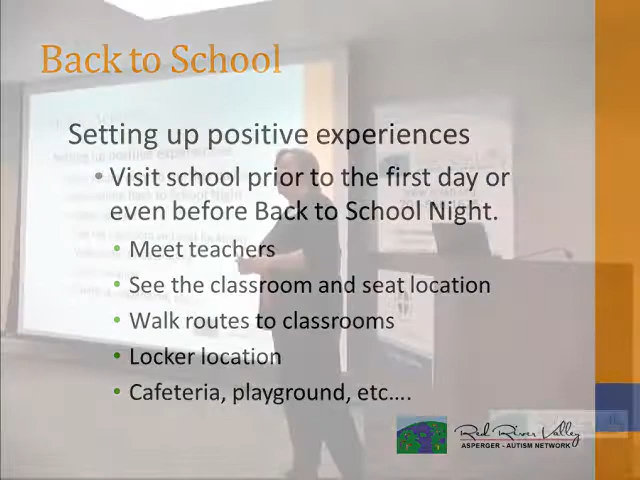 Back to School
Setting up positive experiences
• Visit school prior to the first day or
even before Back to School Night.
• Meet teachers
• See the classroom and seat location
• Walk routes to classrooms
• Locker location
• Cafeteria, playground, etc….
Red River Valley
ASPERGER - AUTISM NETWORK